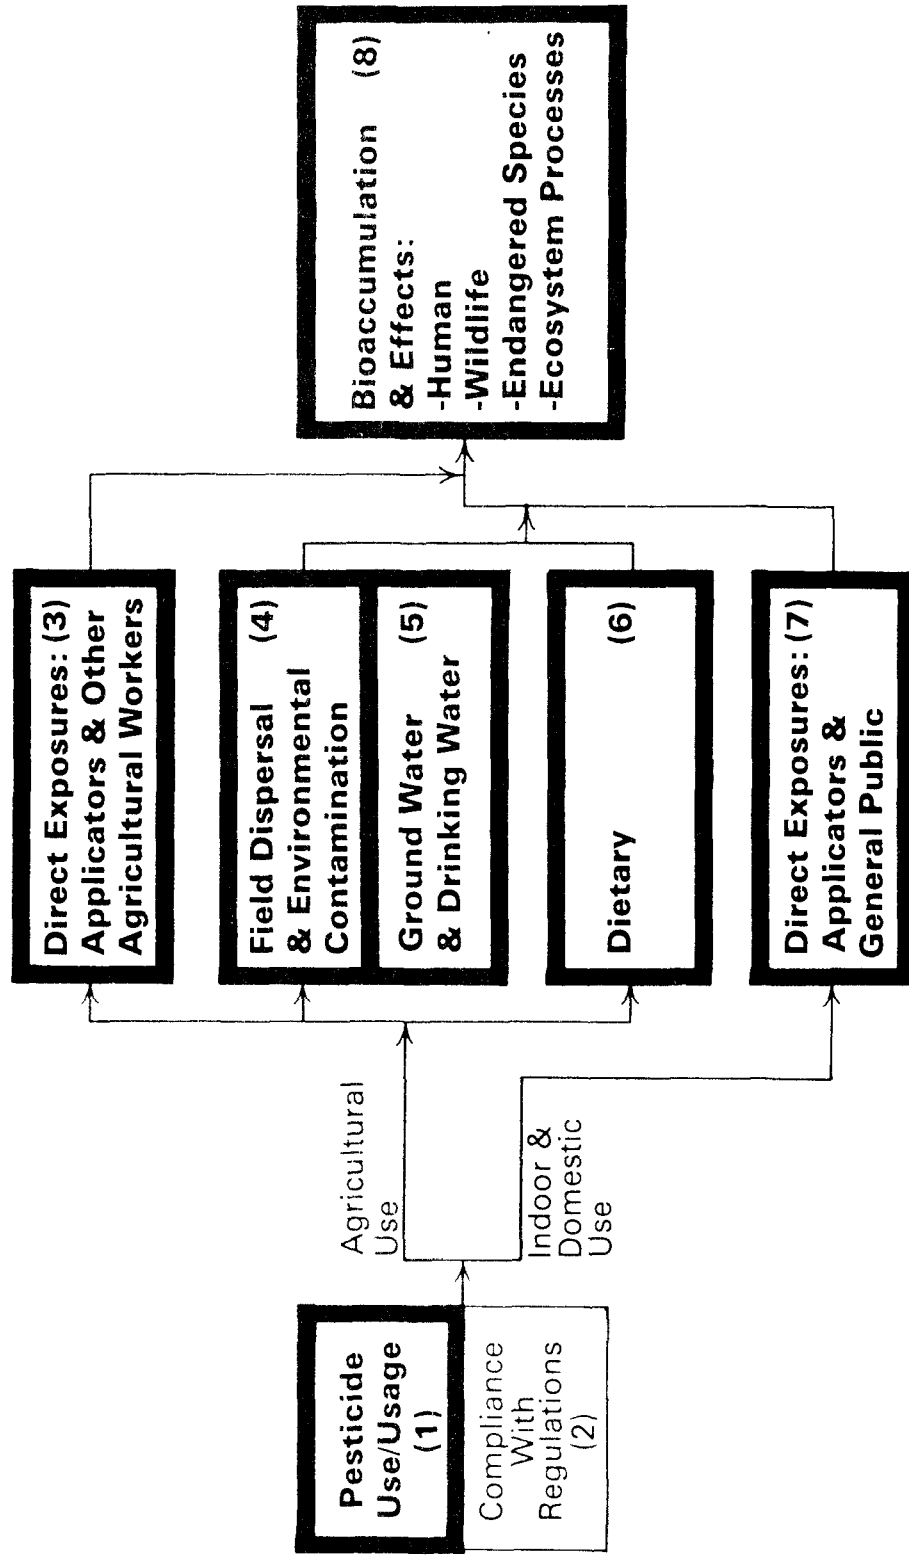 Pesticide
Use/Usage
(1)
Compliance
With
Regulations
(2)
Agricultural
Use
Indoor &
Domestic
Use
Direct Exposures: (3)
Applicators & Other
Agricultural Workers
Field Dispersal (4)
& Environmental
Contamination
Ground Water (5)
& Drinking Water
Dietary (6)
Direct Exposures: (7)
Applicators &
General Public
Bioaccumulation (8)
& Effects:
-Human
-Wildlife
-Endangered Species
-Ecosystem Processes